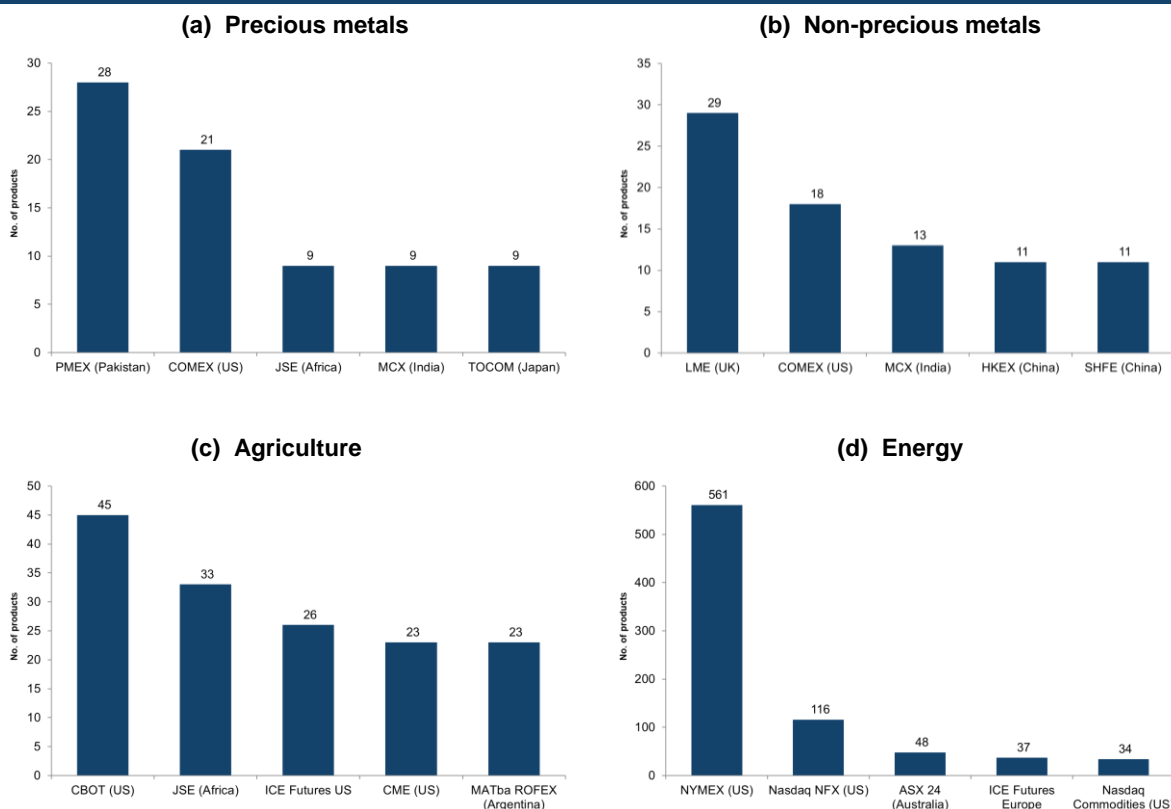 (a) Precious metals
No. of products
30
25
20
15
10
5
0
28
21
9
9
9
PMEX (Pakistan)
COMEX (US)
JSE (Africa)
MCX (India)
TOCOM (Japan)
(b) Non-precious metals
No. of products
35
30
25
20
15
10
5
0
29
18
13
11
11
LME (UK)
COMEX (US)
MCX (India)
HKEX (China)
SHFE (China)
(c) Agriculture
No. of products
50
45
40
35
30
25
20
15
10
5
0
45
33
26
23
23
CBOT (US)
JSE (Africa)
ICE Futures US
CME (US)
MATba ROFEX
(Argentina)
(d) Energy
No. of products
600
500
400
300
200
100
0
561
116
48
37
34
NYMEX (US)
Nasdaq NFX (US)
ASX 24
(Australia)
ICE Futures
Europe
Nasdaq
Commodities (US)